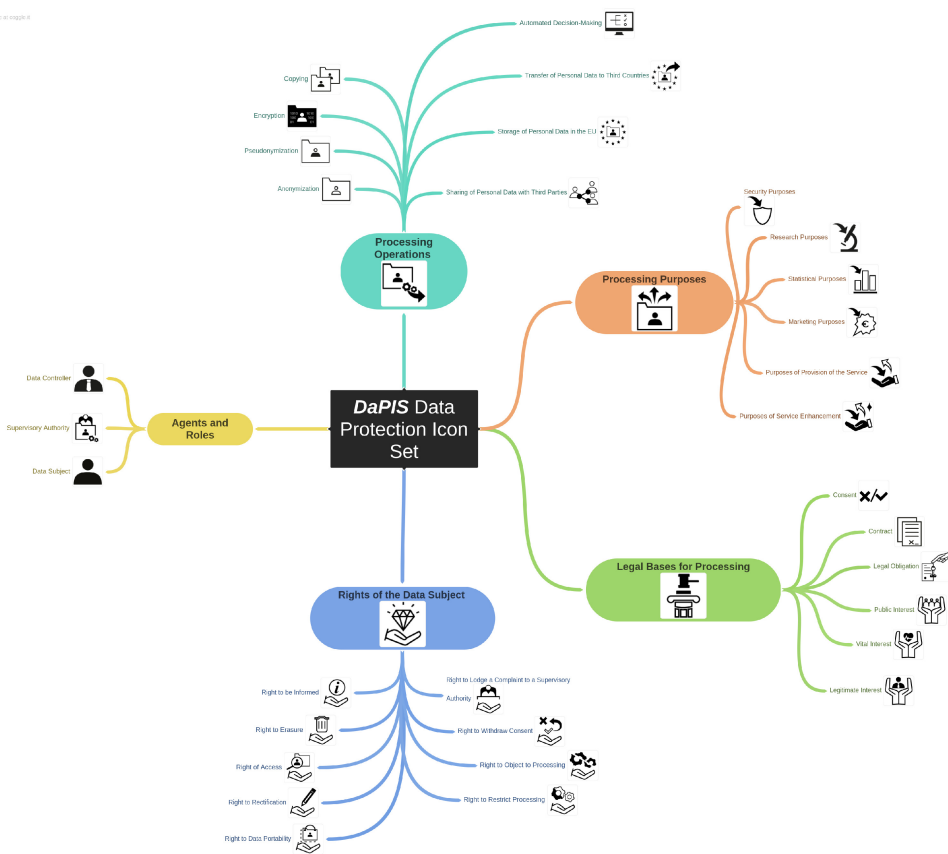 DaPIS Data
Protection Icon
Set
Processing
Operations
Copying
Encryption
Pseudonymization
Anonymization
Automated Decision-Making
Transfer of Personal Data to Third Countries
Storage of Personal Data in the EU
Sharing of Personal Data with Third Parties
Processing Purposes
Security Purposes
Research Purposes
Statistical Purposes
Marketing Purposes
€
Purposes of Provision of the Service
Purposes of Service Enhancement
Agents and
Roles
Data Controller
Supervisory Authority
Data Subject
Legal Bases for Processing
Consent
Contract
Legal Obligation
Public Interest
Vital Interest
Legitimate Interest
Rights of the Data Subject
Right to be Informed
Right to Erasure
Right of Access
Right to Rectification
Right to Data Portability
Right to Lodge a Complaint to a Supervisory
Authority
Right to Withdraw Consent
Right to Object to Processing
Right to Restrict Processing